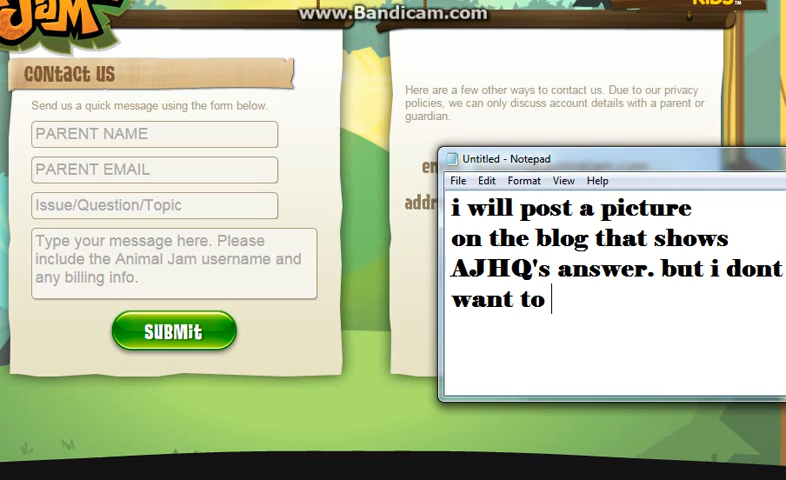 JAM
www.Bandicam.com
KIDS™
CONTACT US
Send us a quick message using the form below.
PARENT NAME
PARENT EMAIL
Issue/Question/Topic
Type your message here. Please
include the Animal Jam username and
any billing info.
SUBMIT
Here are a few other ways to contact us. Due to our privacy
policies, we can only discuss account details with a parent or
guardian.
Untitled - Notepad
File Edit Format View Help
i will post a picture
on the blog that shows
AJHQ's answer. but i dont
want to